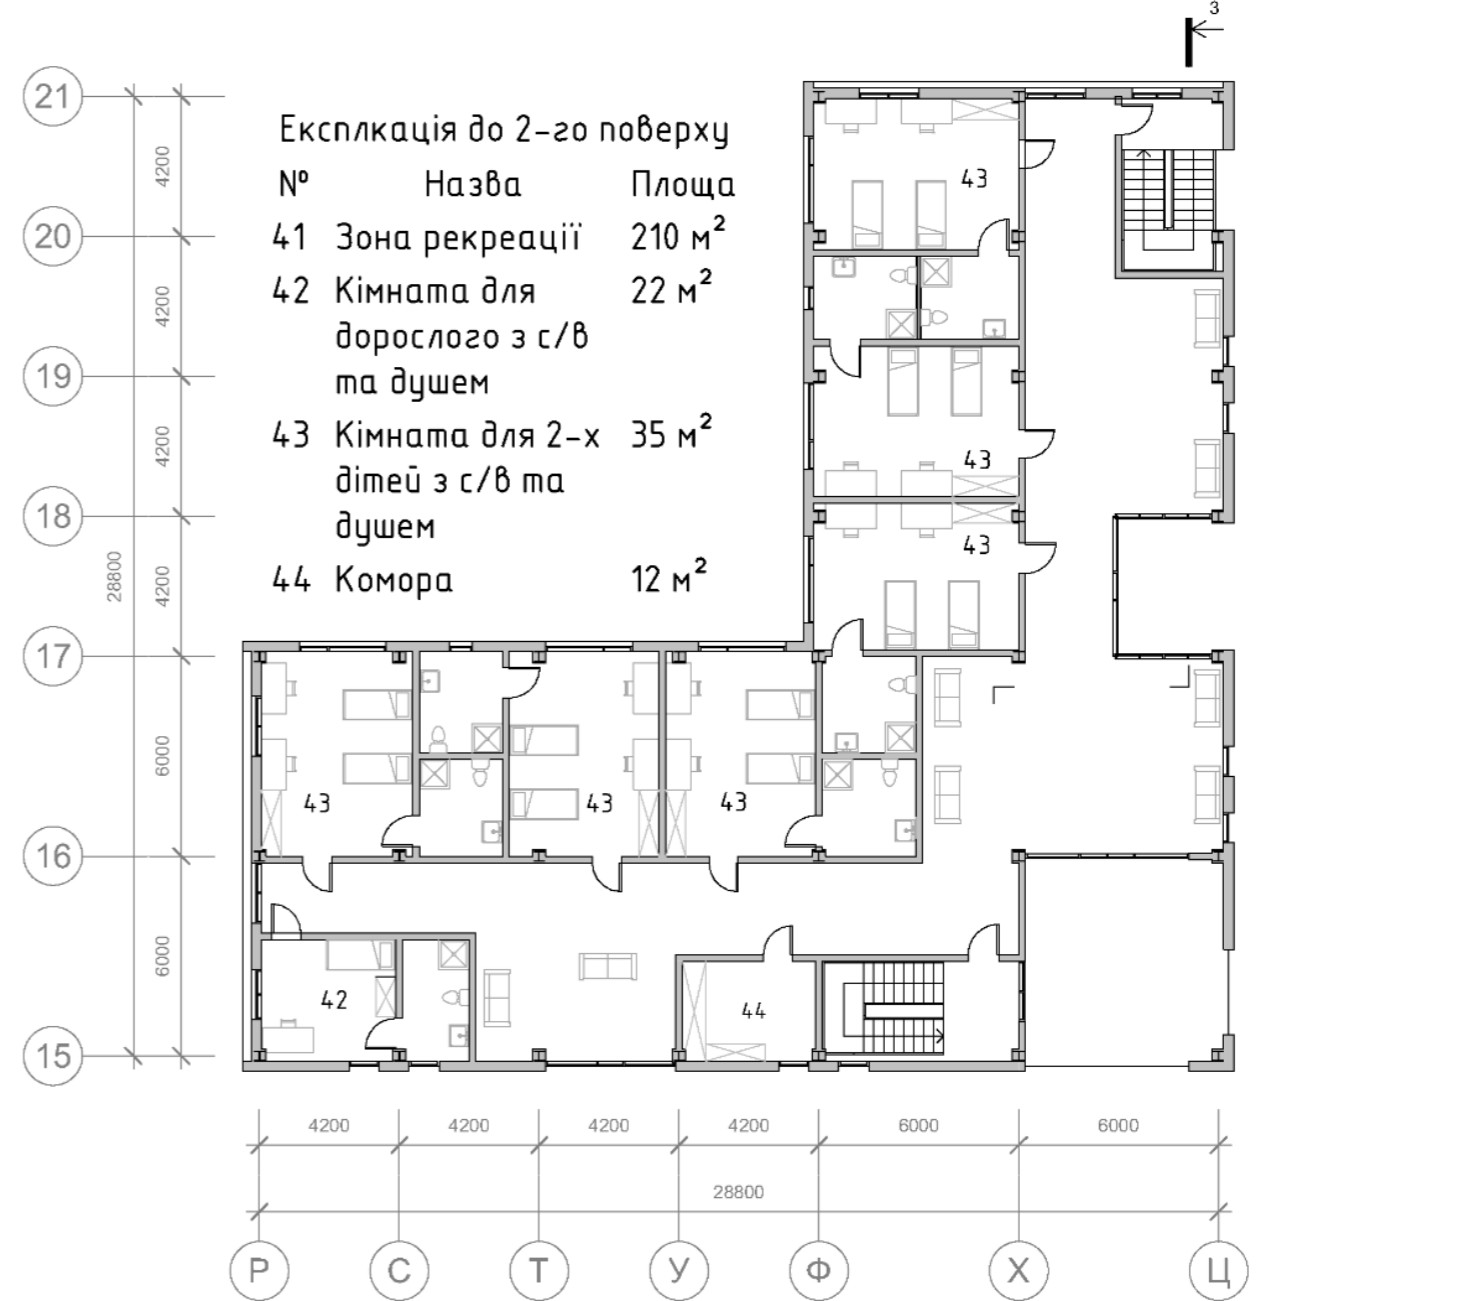 3
21
4200
Експлкація до 2-го поверху
№ Назва Площа
41 Зона рекреації 210 м²
42 Кімната для 22 м²
дорослого з с/в
та душем
43 Кімната для 2-х 35 м²
дітей з с/в та
душем
44 Комора 12 м²
20
4200
19
4200
18
28800
4200
17
6000
16
6000
15
43
43
43
43
43
43
42
44
4200 4200 4200 4200 6000 6000
28800
Р С Т У Ф Х Ц